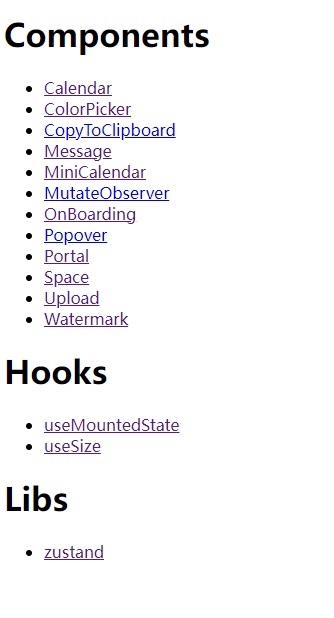 Components
Calendar
ColorPicker
CopyToClipboard
Message
MiniCalendar
MutateObserver
OnBoarding
Popover
Portal
Space
Upload
Watermark
Hooks
useMountedState
useSize
Libs
zustand